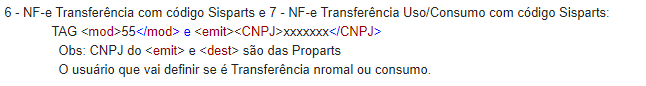 6 - NF-e Transferência com código Sisparts e 7 - NF-e Transferência Uso/Consumo com código Sisparts:
TAG <mod>55</mod> e <emit><CNPJ>xxxxxxx</CNPJ>
Obs: CNPJ do <emit> e <dest> são das Proparts
O usuário que vai definir se é Transferência nromal ou consumo.